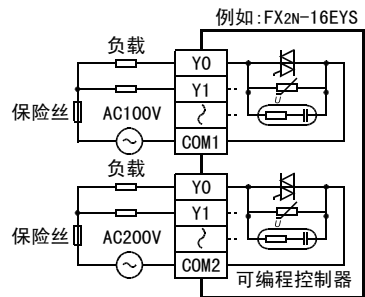 例如:FX2N-16EYS
负载
Y0
Y1
保险丝
AC100V
COM1
U
负载
Y0
Y1
保险丝
AC200V
COM2
U
可编程控制器